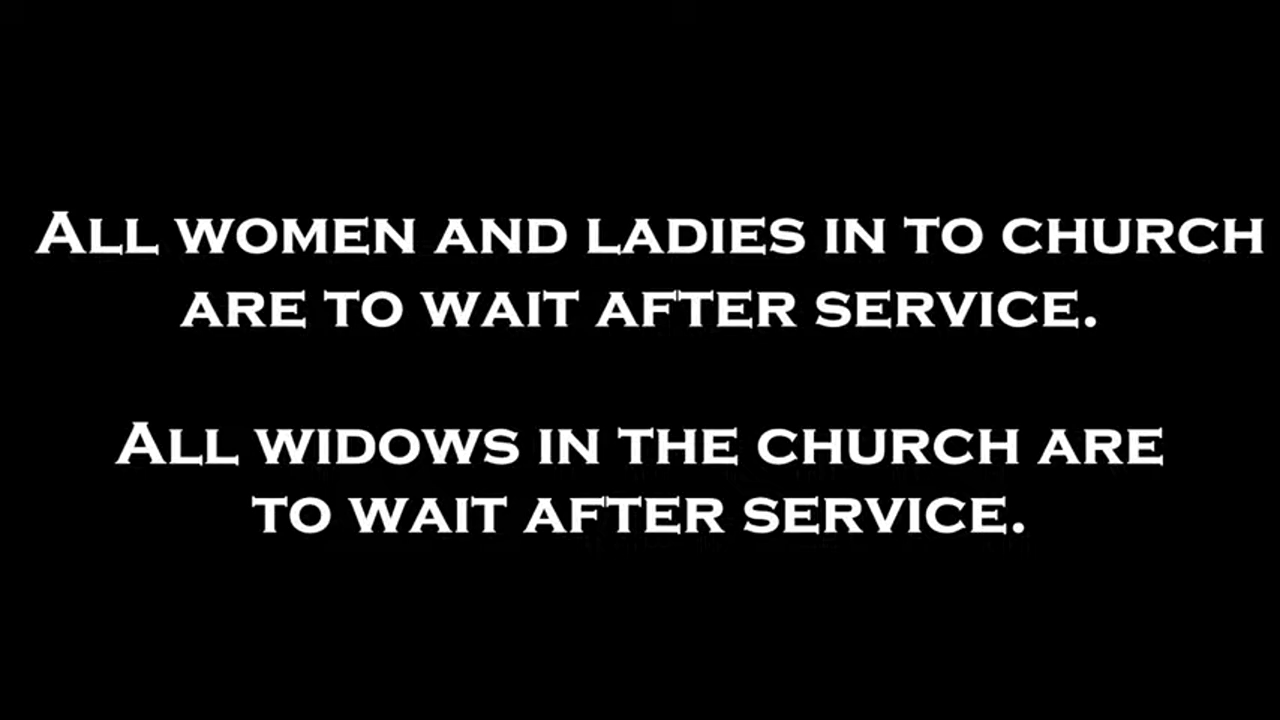 All women and ladies in to church
are to wait after service.
All widows in the church are
to wait after service.